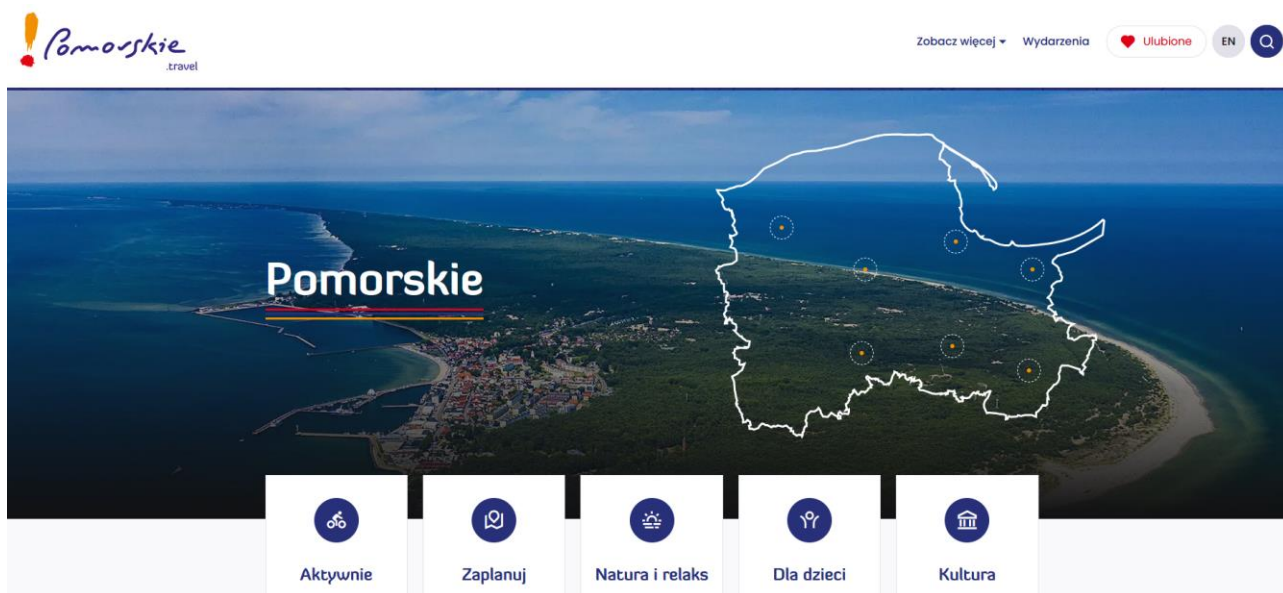 Pomorskie
.travel
Zobacz więcej Wydarzenia Ulubione EN
Pomorskie
Aktywnie Zaplanuj Natura i relaks Dla dzieci Kultura